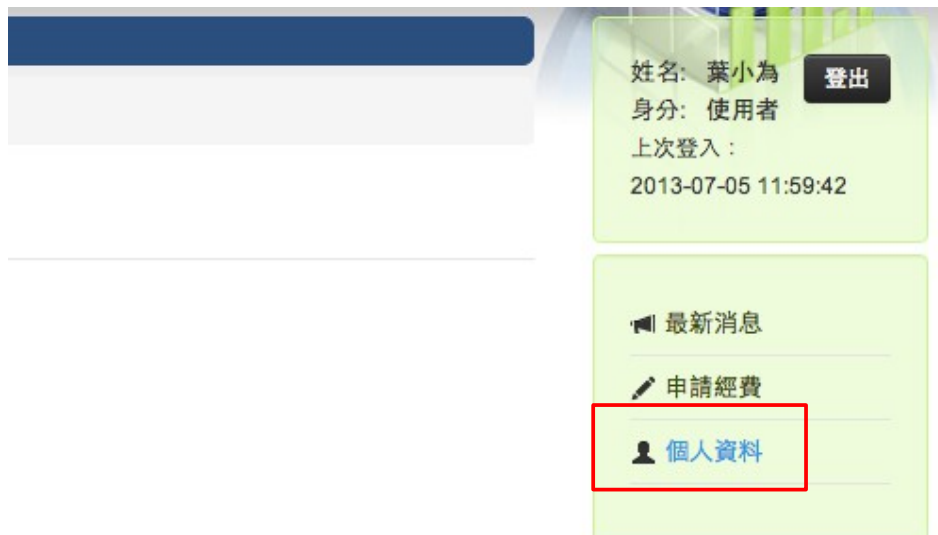 姓名: 葉小為 登出
身分: 使用者
上次登入：
2013-07-05 11:59:42
最新消息
申請經費
個人資料